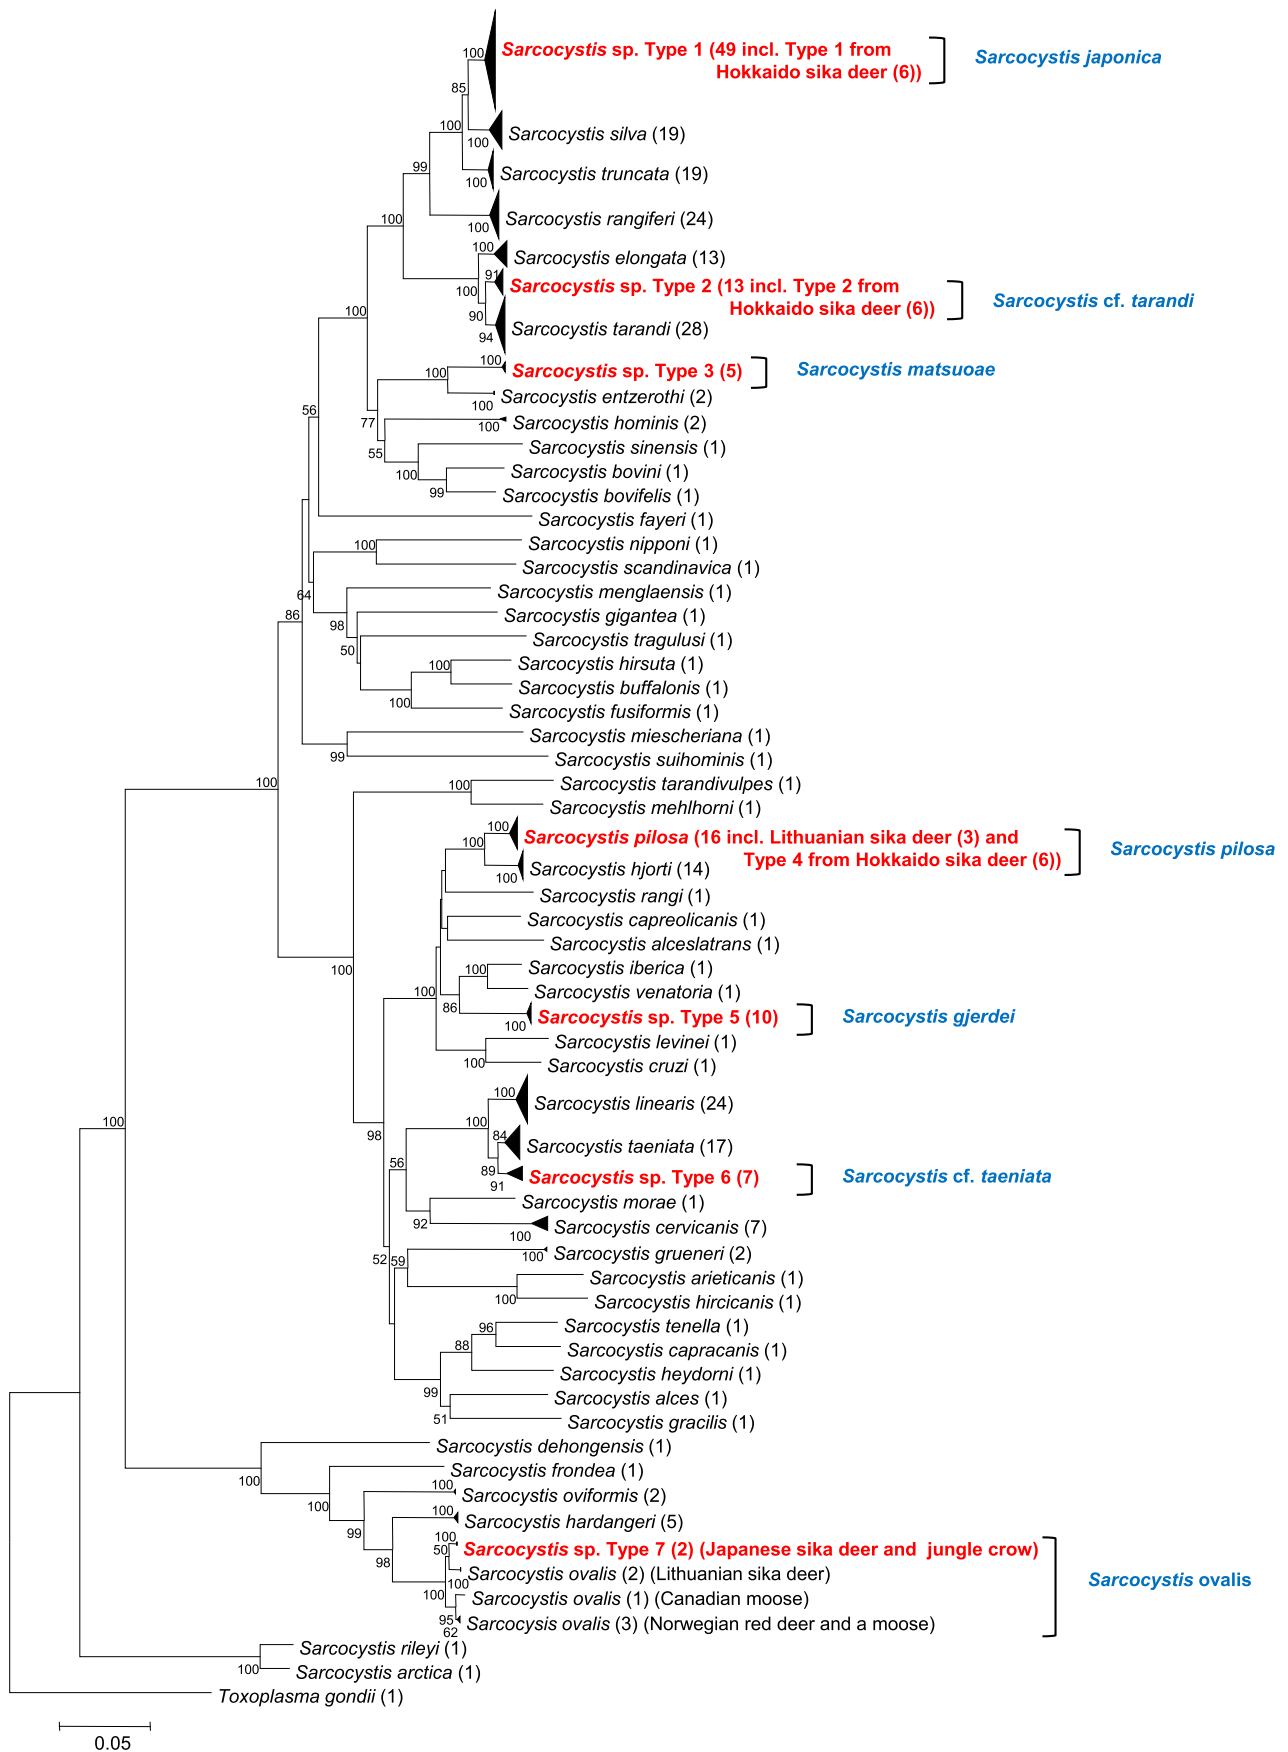 100
Sarcocystis sp. Type 1 (49 incl. Type 1 from
Hokkaido sika deer (6))
Sarcocystis japonica
85
100
100
Sarcocystis silva (19)
99
100
Sarcocystis truncata (19)
100
100
Sarcocystis rangiferi (24)
100
Sarcocystis elongata (13)
91
Sarcocystis sp. Type 2 (13 incl. Type 2 from
Hokkaido sika deer (6))
Sarcocystis cf. tarandi
100
100
90
94
Sarcocystis tarandi (28)
100
100
Sarcocystis sp. Type 3 (5)
Sarcocystis matsuoae
100
Sarcocystis entzerothi (2)
56
77
100
Sarcocystis hominis (2)
55
Sarcocystis sinensis (1)
100
Sarcocystis bovini (1)
99
Sarcocystis bovifelis (1)
Sarcocystis fayeri (1)
100
Sarcocystis nipponi (1)
Sarcocystis scandinavica (1)
64
Sarcocystis menglaensis (1)
86
98
Sarcocystis gigantea (1)
50
Sarcocystis tragulusi (1)
100
Sarcocystis hirsuta (1)
Sarcocystis buffalonis (1)
100
Sarcocystis fusiformis (1)
Sarcocystis miescheriana (1)
99
Sarcocystis suihominis (1)
100
100
Sarcocystis tarandivulpes (1)
Sarcocystis mehlhorni (1)
100
Sarcocystis pilosa (16 incl. Lithuanian sika deer (3) and
Type 4 from Hokkaido sika deer (6))
Sarcocystis pilosa
100
100
Sarcocystis hjorti (14)
Sarcocystis rangi (1)
Sarcocystis capreolicanis (1)
Sarcocystis alceslatrans (1)
100
100
Sarcocystis iberica (1)
100
Sarcocystis venatoria (1)
86
100
Sarcocystis sp. Type 5 (10)
Sarcocystis gjerdei
Sarcocystis levinei (1)
100
Sarcocystis cruzi (1)
100
Sarcocystis linearis (24)
100
100
98
84
Sarcocystis taeniata (17)
56
89
91
Sarcocystis sp. Type 6 (7)
Sarcocystis cf. taeniata
Sarcocystis morae (1)
92
100
Sarcocystis cervicanis (7)
52
59
100
Sarcocystis grueneri (2)
Sarcocystis arieticanis (1)
100
Sarcocystis hircicanis (1)
96
Sarcocystis tenella (1)
88
Sarcocystis capracanis (1)
Sarcocystis heydorni (1)
99
Sarcocystis alces (1)
51
Sarcocystis gracilis (1)
Sarcocystis dehongensis (1)
100
Sarcocystis frondea (1)
100
100
Sarcocystis oviformis (2)
99
100
Sarcocystis hardangeri (5)
98
100
50
Sarcocystis sp. Type 7 (2) (Japanese sika deer and jungle crow)
100
Sarcocystis ovalis (2) (Lithuanian sika deer)
Sarcocystis ovalis
100
Sarcocystis ovalis (1) (Canadian moose)
95
62
Sarcocysis ovalis (3) (Norwegian red deer and a moose)
Sarcocystis rileyi (1)
100
Sarcocystis arctica (1)
Toxoplasma gondii (1)
0.05